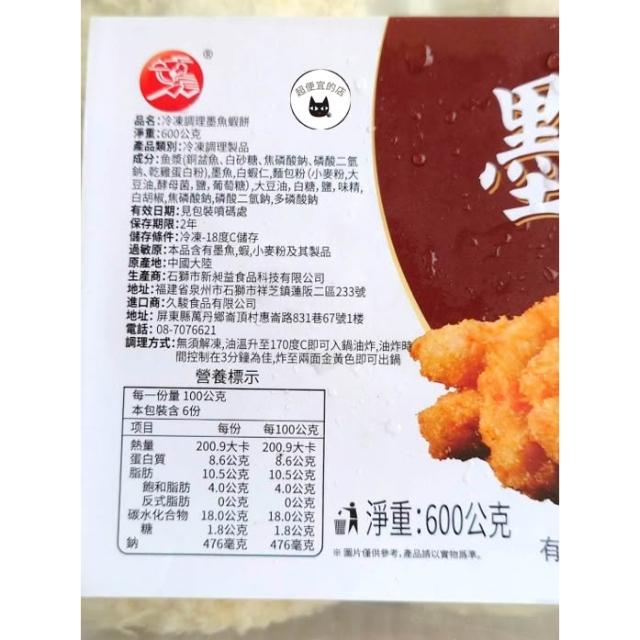 ®
超便宜的店
墨
品名:冷凍調理墨魚蝦餅
淨重:600公克
產品類別:冷凍調理製品
成分:魚漿(鯛盆魚、白砂糖、焦磷酸鈉、磷酸二氫
鈉、乾雞蛋白粉),墨魚,白蝦仁,麵包粉(小麥粉,大
豆油,酵母菌,鹽,葡萄糖),大豆油,白糖,鹽,味精,
白胡椒,焦磷酸鈉,磷酸二氫鈉,多磷酸鈉
有效日期:見包裝噴碼處
保存期限:2年
儲存條件:冷凍-18度C儲存
過敏原:本品含有墨魚,蝦,小麥粉及其製品
原產地:中國大陸
生產商:石獅市新昶益食品科技有限公司
地址:福建省泉州市石獅市祥芝鎮蓮阪二區233號
進口商:久駿食品有限公司
地址:屏東縣萬丹鄉崙頂村惠崙路831巷67號1樓
電話:08-7076621
調理方式:無須解凍,油溫升至170度C即可入鍋油炸,油炸時
間控制在3分鐘為佳,炸至兩面金黃色即可出鍋
營養標示
每一份量 100公克
本包裝含 6份
項目 每份 每100公克
熱量 200.9大卡 200.9大卡
蛋白質 8.6公克 8.6公克
脂肪 10.5公克 10.5公克
飽和脂肪 4.0公克 4.0公克
反式脂肪 0公克 0公克
碳水化合物 18.0公克 18.0公克
糖 1.8公克 1.8公克
鈉 476毫克 476毫克
淨重:600公克
※圖片僅供參考,產品請以實物爲準。
有